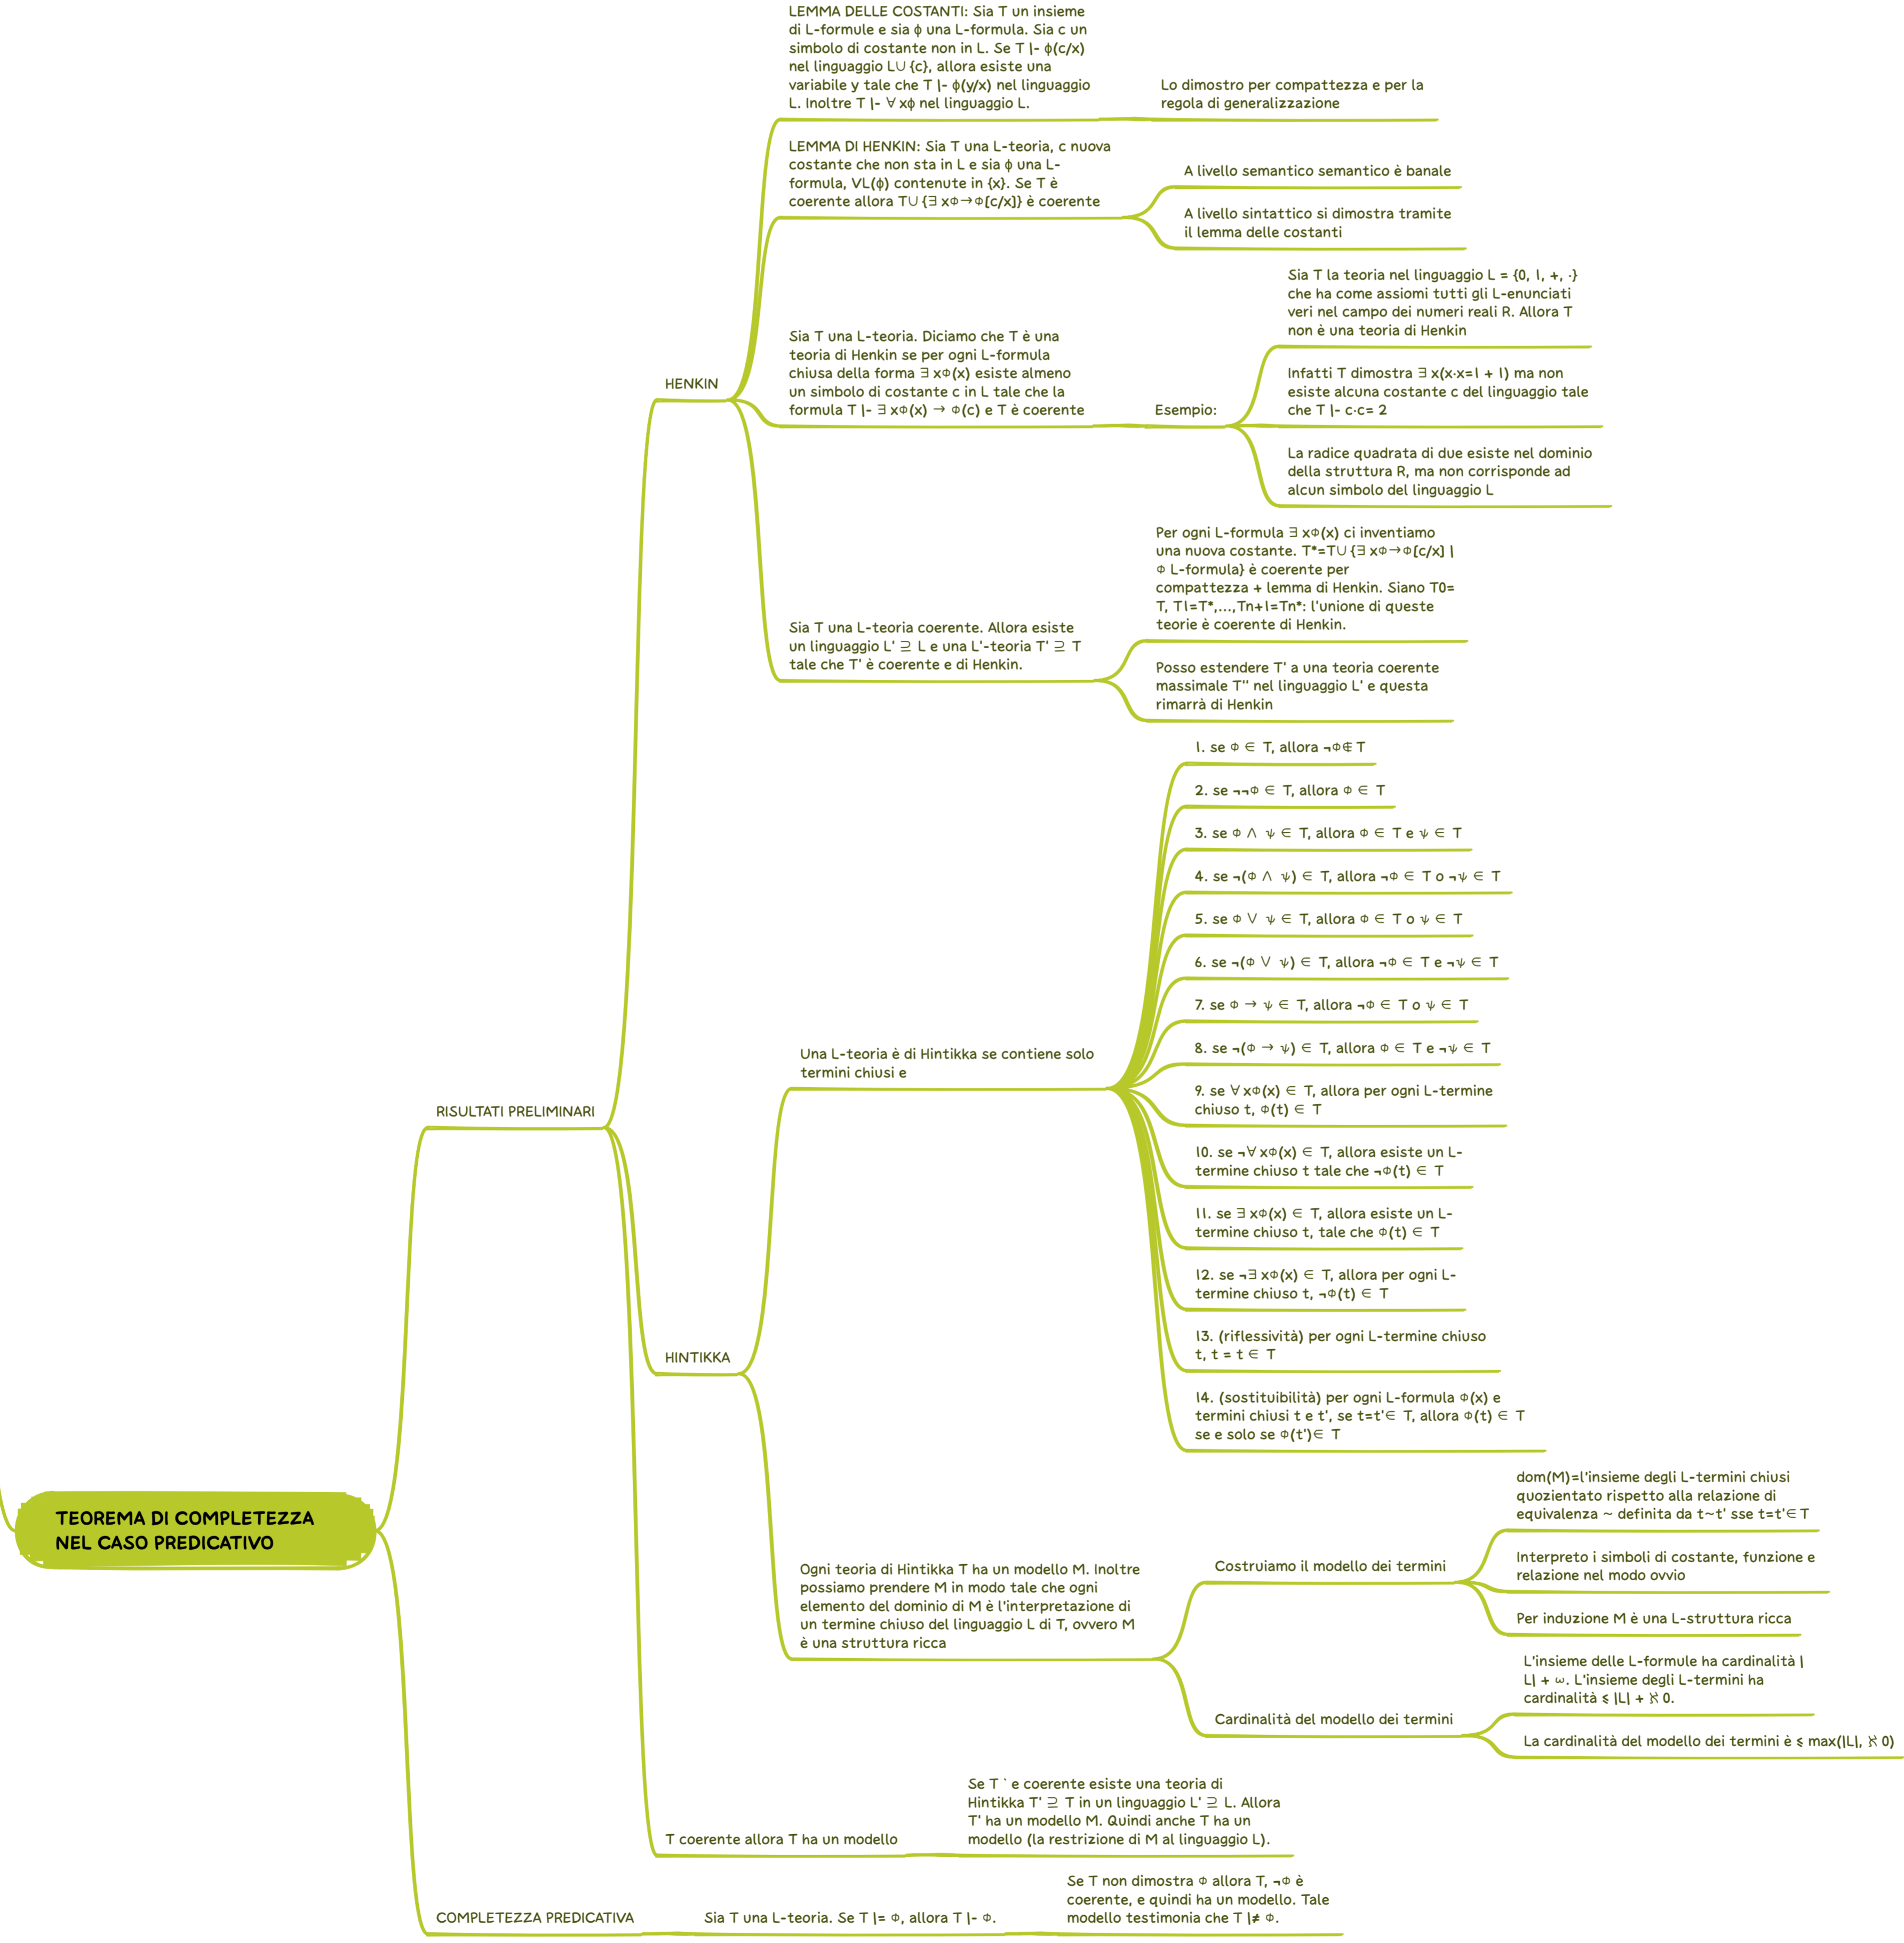 LEMMA DELLE COSTANTI: Sia T un insieme
di L-formule e sia ϕ una L-formula. Sia c un
simbolo di costante non in L. Se T |- ϕ(c/x)
nel linguaggio L∪ {c}, allora esiste una
variabile y tale che T |- ϕ(y/x) nel linguaggio
L. Inoltre T |- ∀ xϕ nel linguaggio L.
Lo dimostro per compattezza e per la
regola di generalizzazione
LEMMA DI HENKIN: Sia T una L-teoria, c nuova
costante che non sta in L e sia ϕ una L-
formula, VL(ϕ) contenute in {x}. Se T è
coerente allora T∪ {∃ xΦ→Φ[c/x]} è coerente
A livello semantico semantico è banale
A livello sintattico si dimostra tramite
il lemma delle costanti
HENKIN
Sia T una L-teoria. Diciamo che T è una
teoria di Henkin se per ogni L-formula
chiusa della forma ∃ xΦ(x) esiste almeno
un simbolo di costante c in L tale che la
formula T |- ∃ xΦ(x) → Φ(c) e T è coerente
Esempio:
Sia T la teoria nel linguaggio L = {0, 1, +, ·}
che ha come assiomi tutti gli L-enunciati
veri nel campo dei numeri reali R. Allora T
non è una teoria di Henkin
Infatti T dimostra ∃ x(x·x=1 + 1) ma non
esiste alcuna costante c del linguaggio tale
che T |- c·c= 2
La radice quadrata di due esiste nel dominio
della struttura R, ma non corrisponde ad
alcun simbolo del linguaggio L
Sia T una L-teoria coerente. Allora esiste
un linguaggio L' ⊇ L e una L'-teoria T' ⊇ T
tale che T' è coerente e di Henkin.
Per ogni L-formula ∃ xΦ(x) ci inventiamo
una nuova costante. T*=T∪ {∃ xΦ→Φ[c/x] |
Φ L-formula} è coerente per
compattezza + lemma di Henkin. Siano T0=
T, T1=T*,...,Tn+1=Tn*: l'unione di queste
teorie è coerente di Henkin.
Posso estendere T' a una teoria coerente
massimale T'' nel linguaggio L' e questa
rimarrà di Henkin
RISULTATI PRELIMINARI
HINTIKKA
Una L-teoria è di Hintikka se contiene solo
termini chiusi e
1. se Φ ∈ T, allora ¬Φ∉ T
2. se ¬¬Φ ∈ T, allora Φ ∈ T
3. se Φ ∧ ψ ∈ T, allora Φ ∈ T e ψ ∈ T
4. se ¬(Φ ∧ ψ) ∈ T, allora ¬Φ ∈ T o ¬ψ ∈ T
5. se Φ ∨ ψ ∈ T, allora Φ ∈ T o ψ ∈ T
6. se ¬(Φ ∨ ψ) ∈ T, allora ¬Φ ∈ T e ¬ψ ∈ T
7. se Φ → ψ ∈ T, allora ¬Φ ∈ T o ψ ∈ T
8. se ¬(Φ → ψ) ∈ T, allora Φ ∈ T e ¬ψ ∈ T
9. se ∀ xΦ(x) ∈ T, allora per ogni L-termine
chiuso t, Φ(t) ∈ T
10. se ¬∀ xΦ(x) ∈ T, allora esiste un L-
termine chiuso t tale che ¬Φ(t) ∈ T
11. se ∃ xΦ(x) ∈ T, allora esiste un L-
termine chiuso t, tale che Φ(t) ∈ T
12. se ¬∃ xΦ(x) ∈ T, allora per ogni L-
termine chiuso t, ¬Φ(t) ∈ T
13. (riflessività) per ogni L-termine chiuso
t, t = t ∈ T
14. (sostituibilità) per ogni L-formula Φ(x) e
termini chiusi t e t', se t=t'∈ T, allora Φ(t) ∈ T
se e solo se Φ(t')∈ T
Ogni teoria di Hintikka T ha un modello M. Inoltre
possiamo prendere M in modo tale che ogni
elemento del dominio di M è l'interpretazione di
un termine chiuso del linguaggio L di T, ovvero M
è una struttura ricca
Costruiamo il modello dei termini
dom(M)=l'insieme degli L-termini chiusi
quozientato rispetto alla relazione di
equivalenza ~ definita da t~t' sse t=t'∈ T
Interpreto i simboli di costante, funzione e
relazione nel modo ovvio
Per induzione M è una L-struttura ricca
Cardinalità del modello dei termini
L'insieme delle L-formule ha cardinalità |
L| + ω. L'insieme degli L-termini ha
cardinalità ≤ |L| + ℵ 0.
La cardinalità del modello dei termini è ≤ max(|L|, ℵ 0)
T coerente allora T ha un modello
Se T ` e coerente esiste una teoria di
Hintikka T' ⊇ T in un linguaggio L' ⊇ L. Allora
T' ha un modello M. Quindi anche T ha un
modello (la restrizione di M al linguaggio L).
TEOREMA DI COMPLETEZZA
NEL CASO PREDICATIVO
COMPLETEZZA PREDICATIVA
Sia T una L-teoria. Se T |= Φ, allora T |- Φ.
Se T non dimostra Φ allora T, ¬Φ è
coerente, e quindi ha un modello. Tale
modello testimonia che T |≠ Φ.